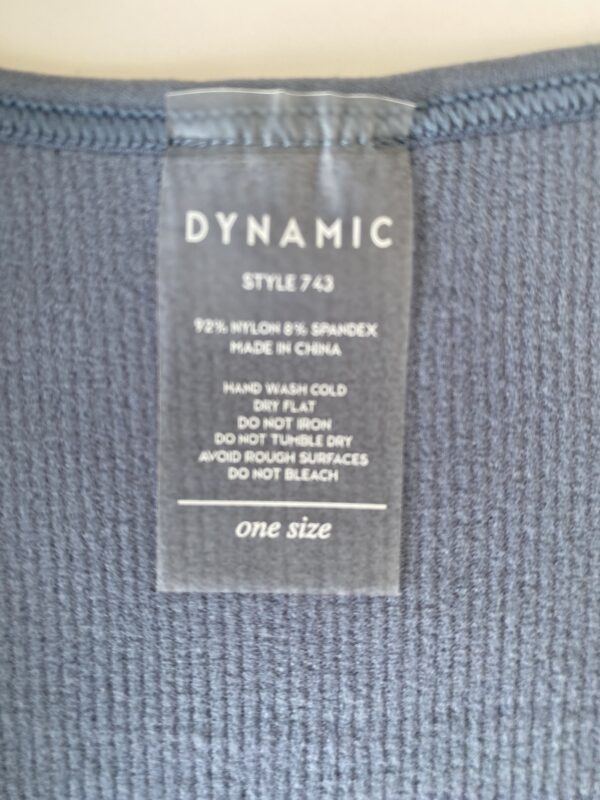 DYNAMIC
STYLE 743
92% NYLON 8% SPANDEX
MADE IN CHINA
HAND WASH COLD
DRY FLAT
DO NOT IRON
DO NOT TUMBLE DRY
AVOID ROUGH SURFACES
DO NOT BLEACH
one size